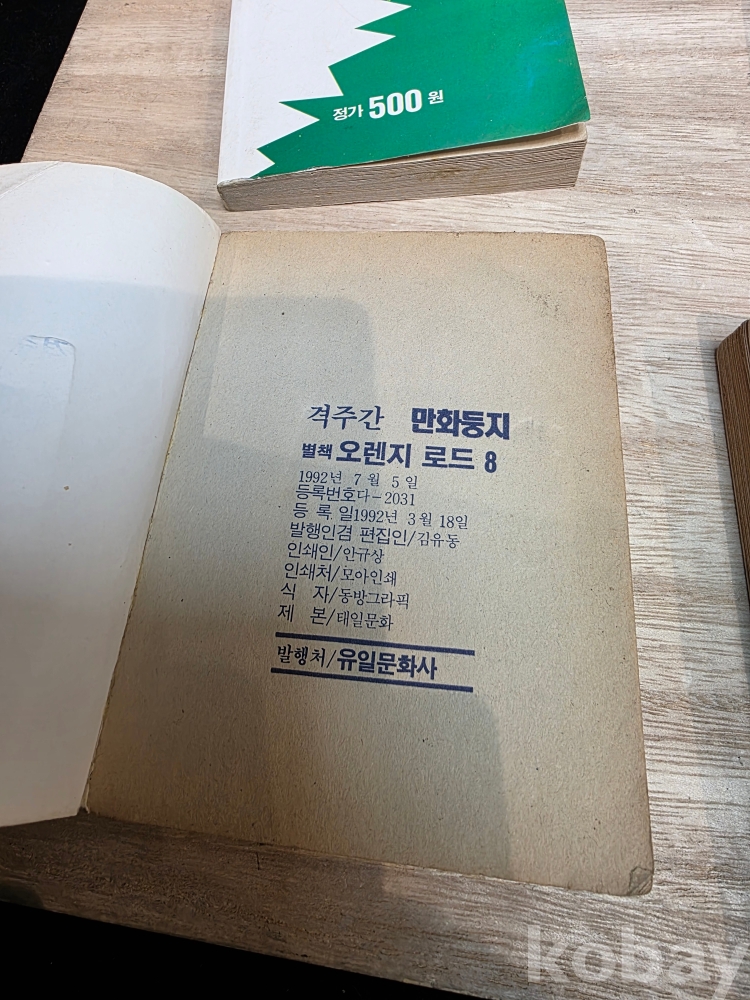 정가 500 원
격주간 만화둥지
별책 오렌지 로드 8
1992년 7월 5일
등록번호다-2031
등록일1992년 3월 18일
발행인겸 편집인/김유동
인쇄인/안규상
인쇄처/모아인쇄
식 자/동방그라픽
제 본/태일문화
발행처/유일문화사
kobay